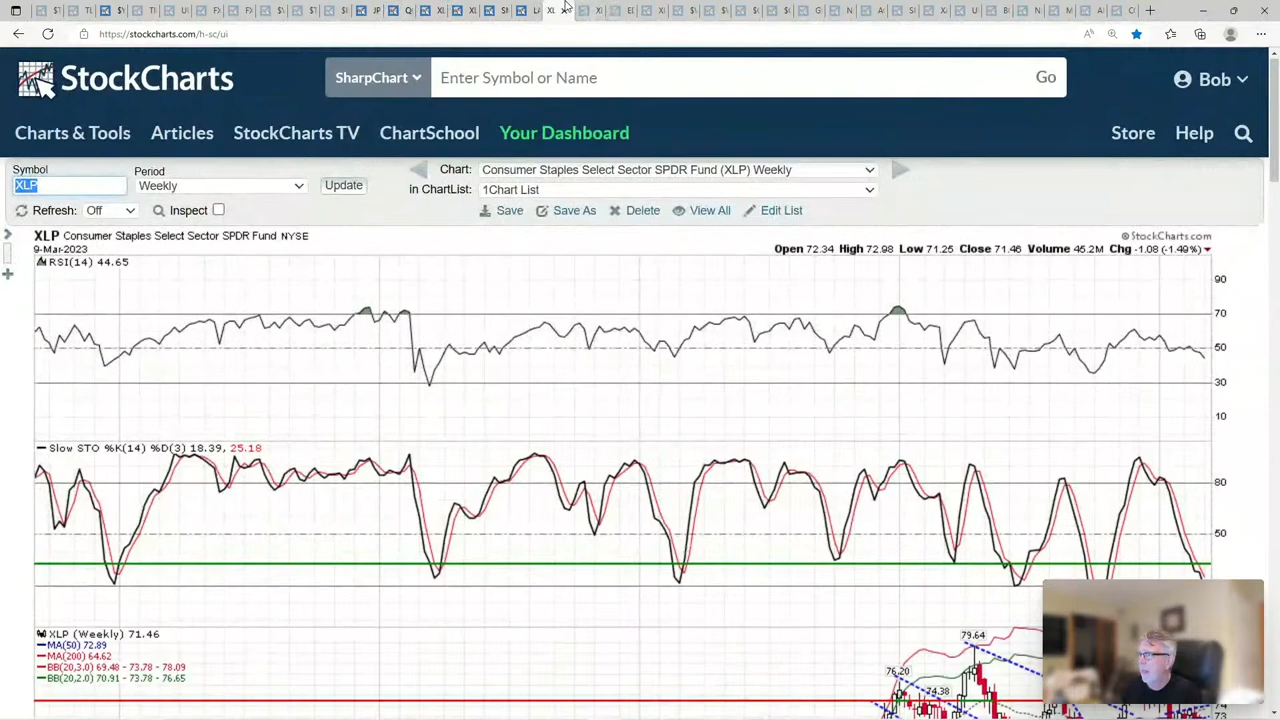 https://stockcharts.com/h-sc/ui
StockCharts
SharpChart
Enter Symbol or Name
Go
Bob
Charts & Tools
Articles
StockCharts TV
ChartSchool
Your Dashboard
Store
Help
Symbol
Period
Chart:
Consumer Staples Select Sector SPDR Fund (XLP) Weekly
XLP
Weekly
Update
in ChartList:
1Chart List
Refresh:
Off
Inspect
Save
Save As
Delete
View All
Edit List
XLP Consumer Staples Select Sector SPDR Fund NYSE
© StockCharts.com
9-Mar-2023
Open 72.34 High 72.98 Low 71.25 Close 71.46 Volume 45.2M Chg -1.08 (-1.49%)
RSI(14) 44.65
90
70
50
30
10
Slow STO %K(14) %D(3) 18.39, 25.18
80
50
XLP (Weekly) 71.46
MA(50) 72.89
MA(200) 64.62
BB(20,3.0) 69.48 - 73.78 - 78.09
BB(20,2.0) 70.91 - 73.78 - 76.65
79.64
76.20
74.38
74
73